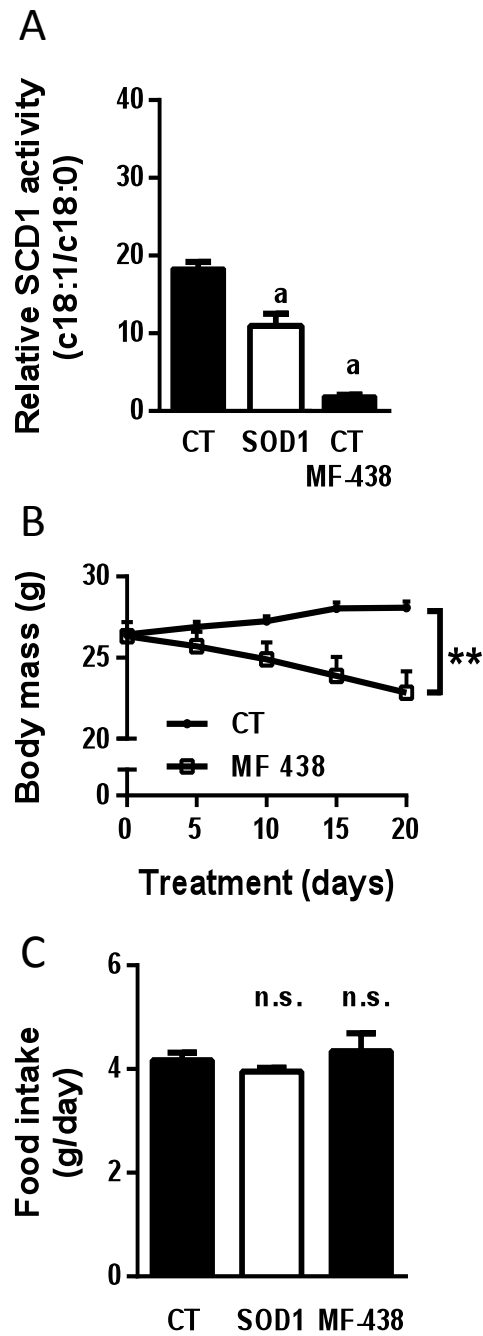 A
Relative SCD1 activity
(c18:1/c18:0)
40
30
20
10
0
a
a
CT SOD1 CT
MF-438
B
Body mass (g)
30
25
20
0
**
CT
MF 438
0 5 10 15 20
Treatment (days)
C
Food intake
(g/day)
6
4
2
0
n.s. n.s.
CT SOD1 MF-438